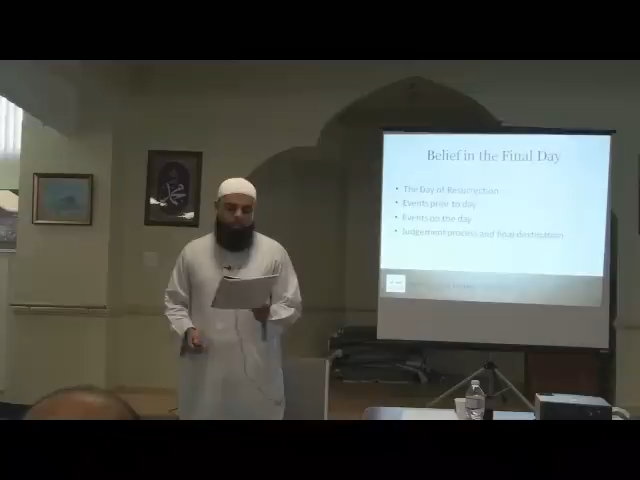 محمد
Belief in the Final Day
• The Day of Resurrection
• Events prior to day
• Events on the day
• Judgement process and final destination